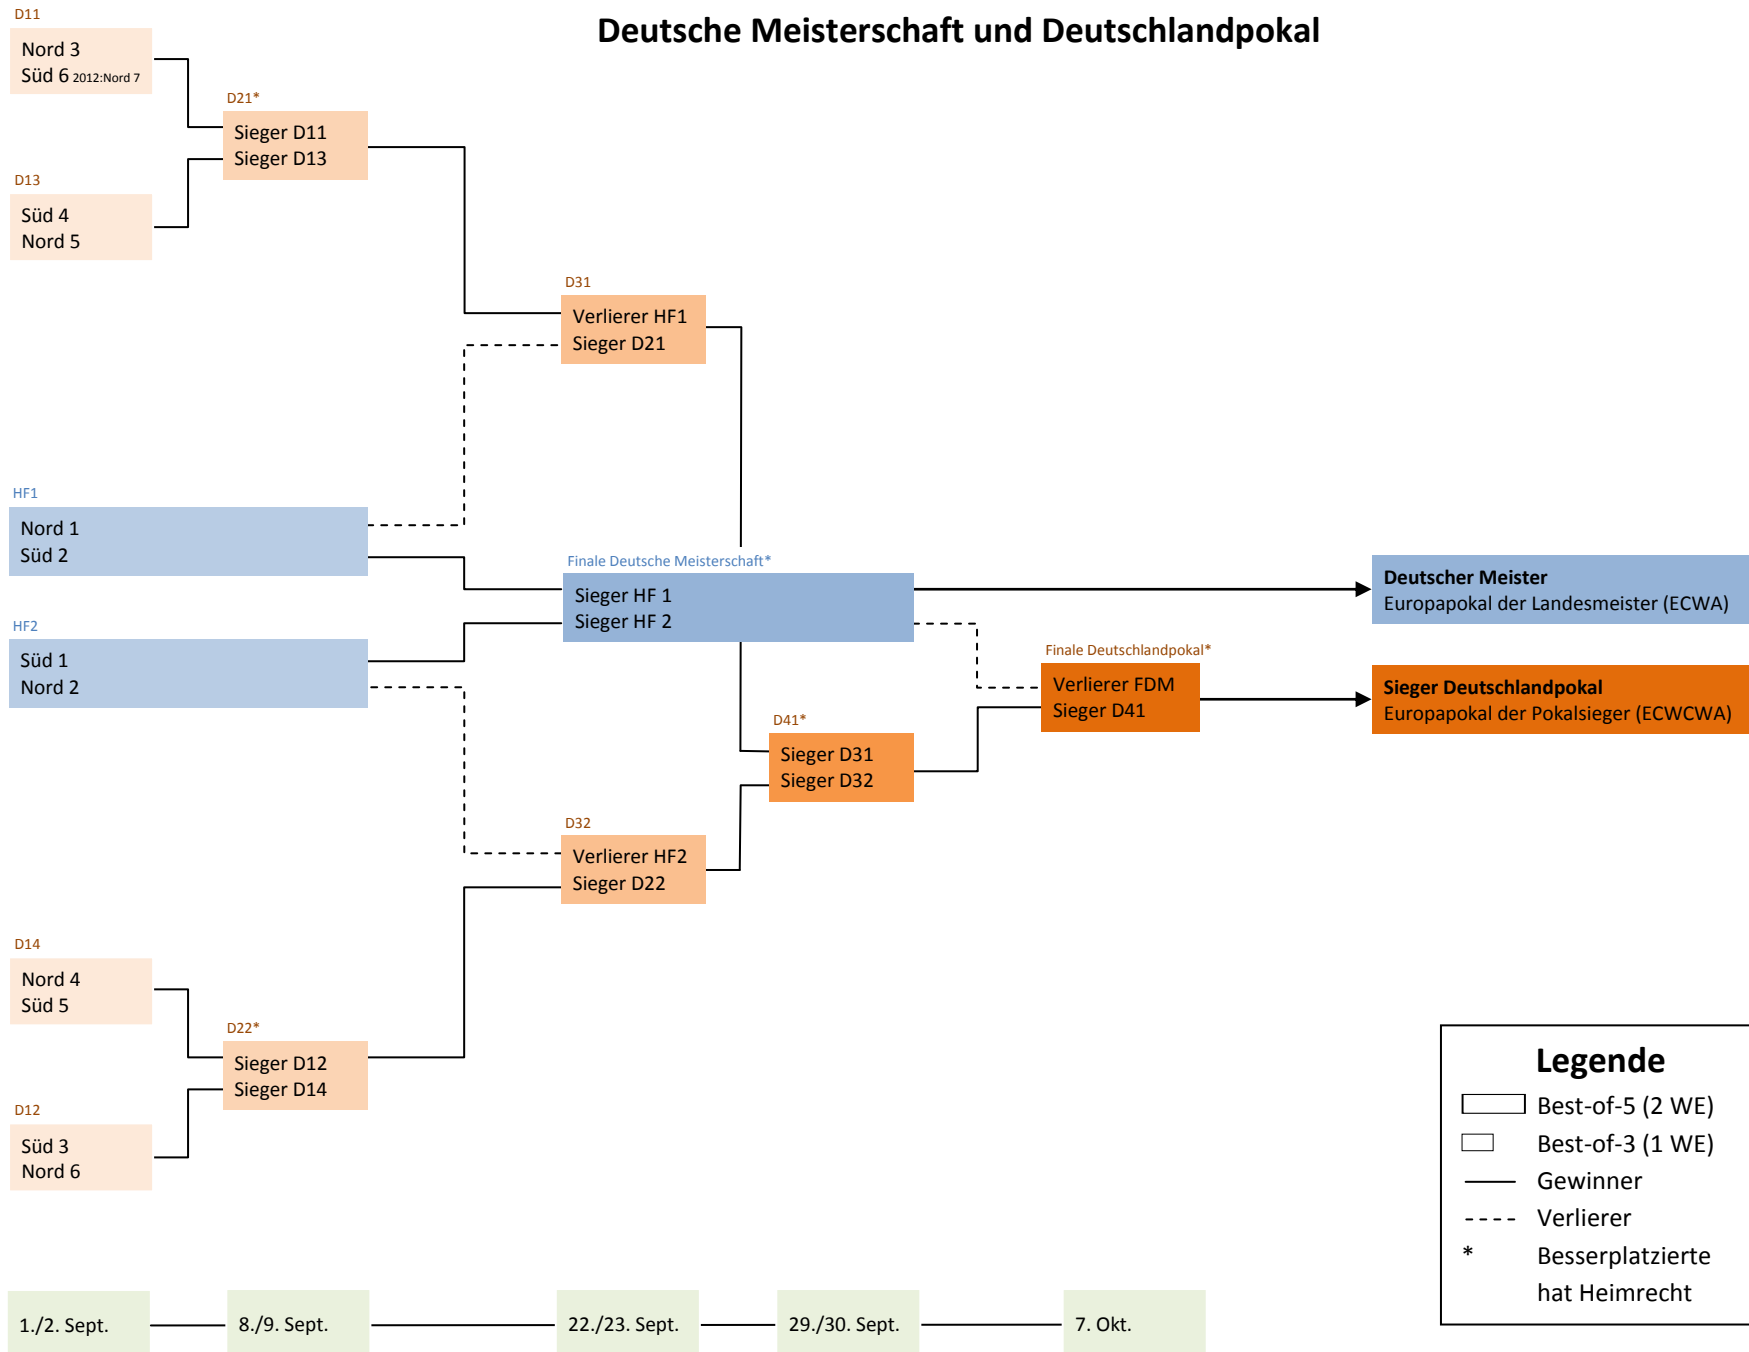 Deutsche Meisterschaft und Deutschlandpokal
D11
Nord 3
Süd 6 2012:Nord 7
D21*
Sieger D11
Sieger D13
D13
Süd 4
Nord 5
D31
Verlierer HF1
Sieger D21
HF1
Nord 1
Süd 2
Finale Deutsche Meisterschaft*
Sieger HF 1
Sieger HF 2
Deutscher Meister
Europapokal der Landesmeister (ECWA)
HF2
Süd 1
Nord 2
Finale Deutschlandpokal*
Verlierer FDM
Sieger D41
Sieger Deutschlandpokal
Europapokal der Pokalsieger (ECWCWA)
D41*
Sieger D31
Sieger D32
D32
Verlierer HF2
Sieger D22
D14
Nord 4
Süd 5
D22*
Sieger D12
Sieger D14
D12
Süd 3
Nord 6
Legende
Best-of-5 (2 WE)
Best-of-3 (1 WE)
Gewinner
Verlierer
* Besserplatzierte
hat Heimrecht
1./2. Sept.
8./9. Sept.
22./23. Sept.
29./30. Sept.
7. Okt.